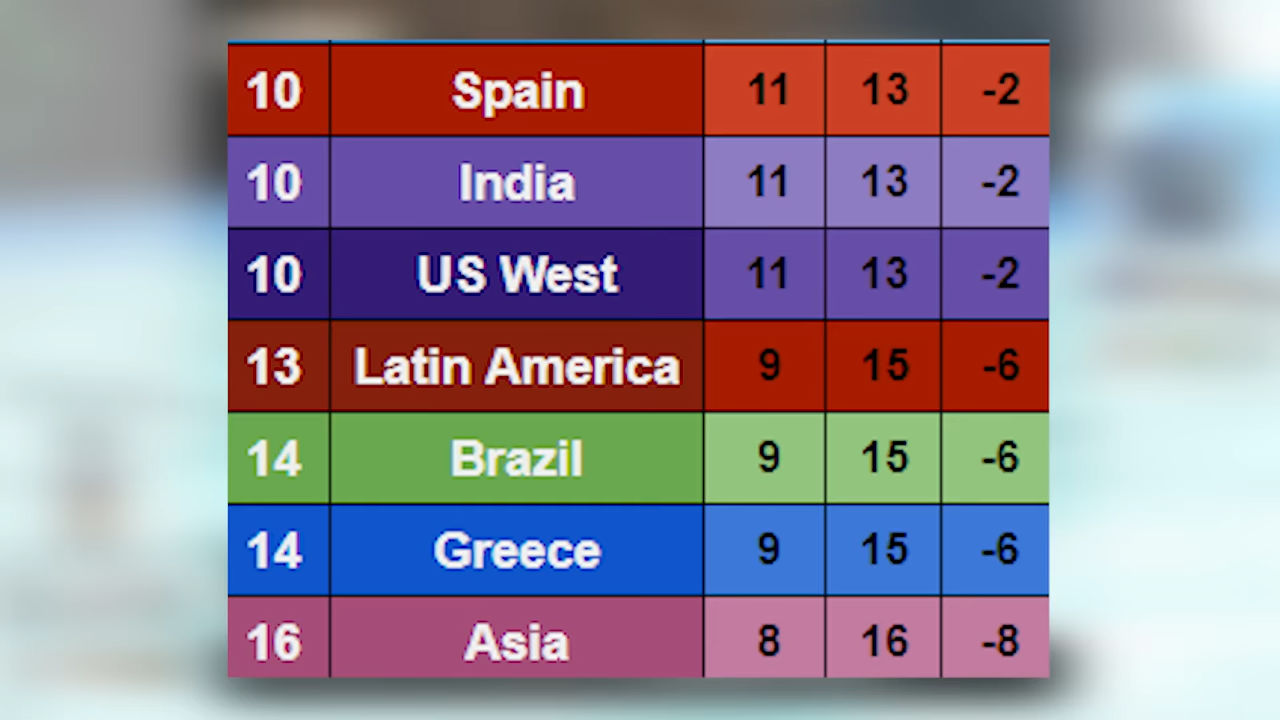 10 Spain 11 13 -2
10 India 11 13 -2
10 US West 11 13 -2
13 Latin America 9 15 -6
14 Brazil 9 15 -6
14 Greece 9 15 -6
16 Asia 8 16 -8